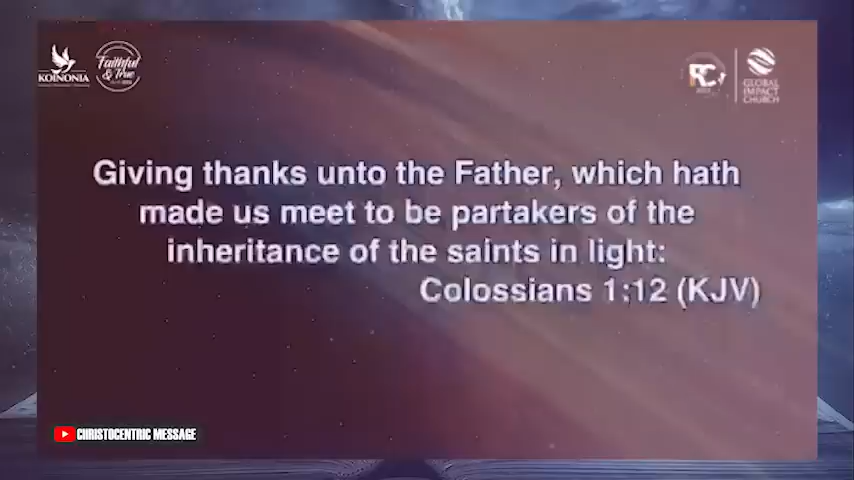 KOINONIA
Faithful
& True
RC
GLOBAL
IMPACT
CHURCH
Giving thanks unto the Father, which hath
made us meet to be partakers of the
inheritance of the saints in light:
Colossians 1:12 (KJV)
CHRISTOCENTRIC MESSAGE